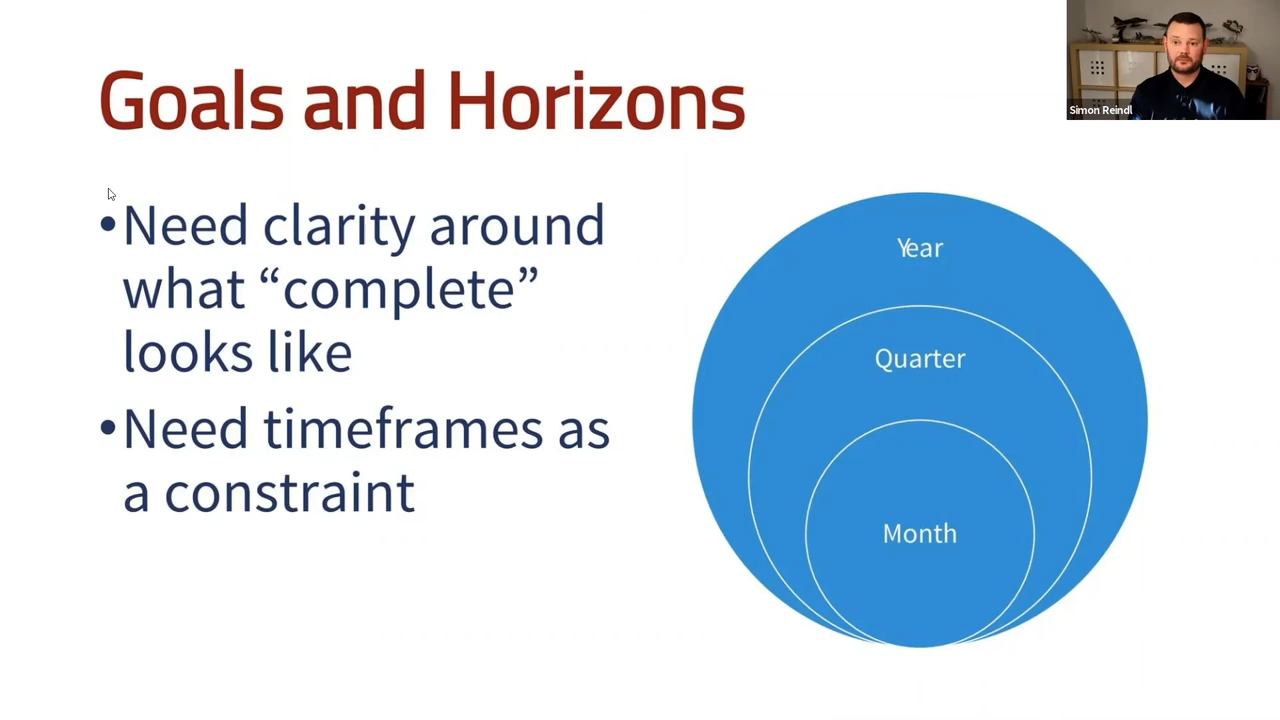 Goals and Horizons
Simon Reindl
•Need clarity around
what “complete”
looks like
•Need timeframes as
a constraint
Year
Quarter
Month